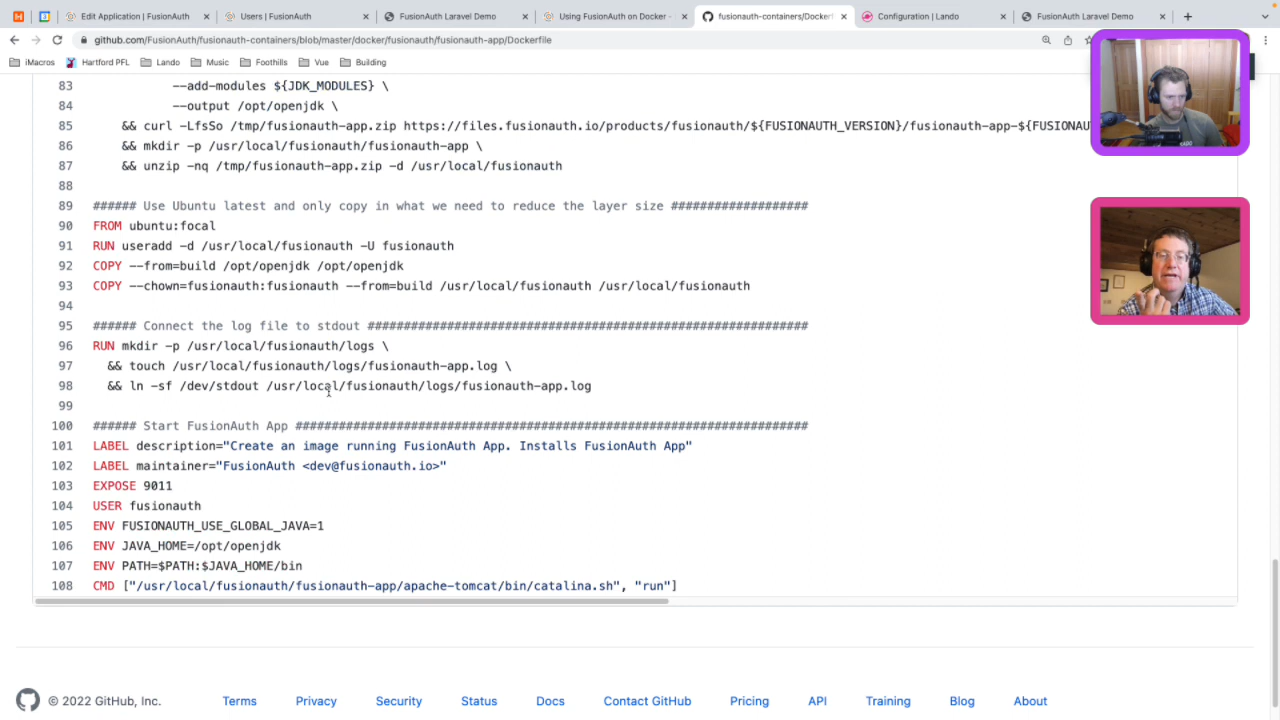 Edit Application | FusionAuth
Users | FusionAuth
FusionAuth Laravel Demo
Using FusionAuth on Docker -
fusionauth-containers/Dockerf
Configuration | Lando
FusionAuth Laravel Demo
github.com/FusionAuth/fusionauth-containers/blob/master/docker/fusionauth/fusionauth-app/Dockerfile
iMacros
Hartford PFL
Lando
Music
Foothills
Vue
Building
83 --add-modules ${JDK_MODULES} \
84 --output /opt/openjdk \
85 && curl -LfsSo /tmp/fusionauth-app.zip https://files.fusionauth.io/products/fusionauth/${FUSIONAUTH_VERSION}/fusionauth-app-${FUSIONAU
86 && mkdir -p /usr/local/fusionauth/fusionauth-app \
87 && unzip -nq /tmp/fusionauth-app.zip -d /usr/local/fusionauth
88
89 ###### Use Ubuntu latest and only copy in what we need to reduce the layer size ###################
90 FROM ubuntu:focal
91 RUN useradd -d /usr/local/fusionauth -U fusionauth
92 COPY --from=build /opt/openjdk /opt/openjdk
93 COPY --chown=fusionauth:fusionauth --from=build /usr/local/fusionauth /usr/local/fusionauth
94
95 ###### Connect the log file to stdout #############################################################
96 RUN mkdir -p /usr/local/fusionauth/logs \
97 && touch /usr/local/fusionauth/logs/fusionauth-app.log \
98 && ln -sf /dev/stdout /usr/local/fusionauth/logs/fusionauth-app.log
99
100 ###### Start FusionAuth App #######################################################################
101 LABEL description="Create an image running FusionAuth App. Installs FusionAuth App"
102 LABEL maintainer="FusionAuth <dev@fusionauth.io>"
103 EXPOSE 9011
104 USER fusionauth
105 ENV FUSIONAUTH_USE_GLOBAL_JAVA=1
106 ENV JAVA_HOME=/opt/openjdk
107 ENV PATH=$PATH:$JAVA_HOME/bin
108 CMD ["/usr/local/fusionauth/fusionauth-app/apache-tomcat/bin/catalina.sh", "run"]
© 2022 GitHub, Inc.
Terms
Privacy
Security
Status
Docs
Contact GitHub
Pricing
API
Training
Blog
About